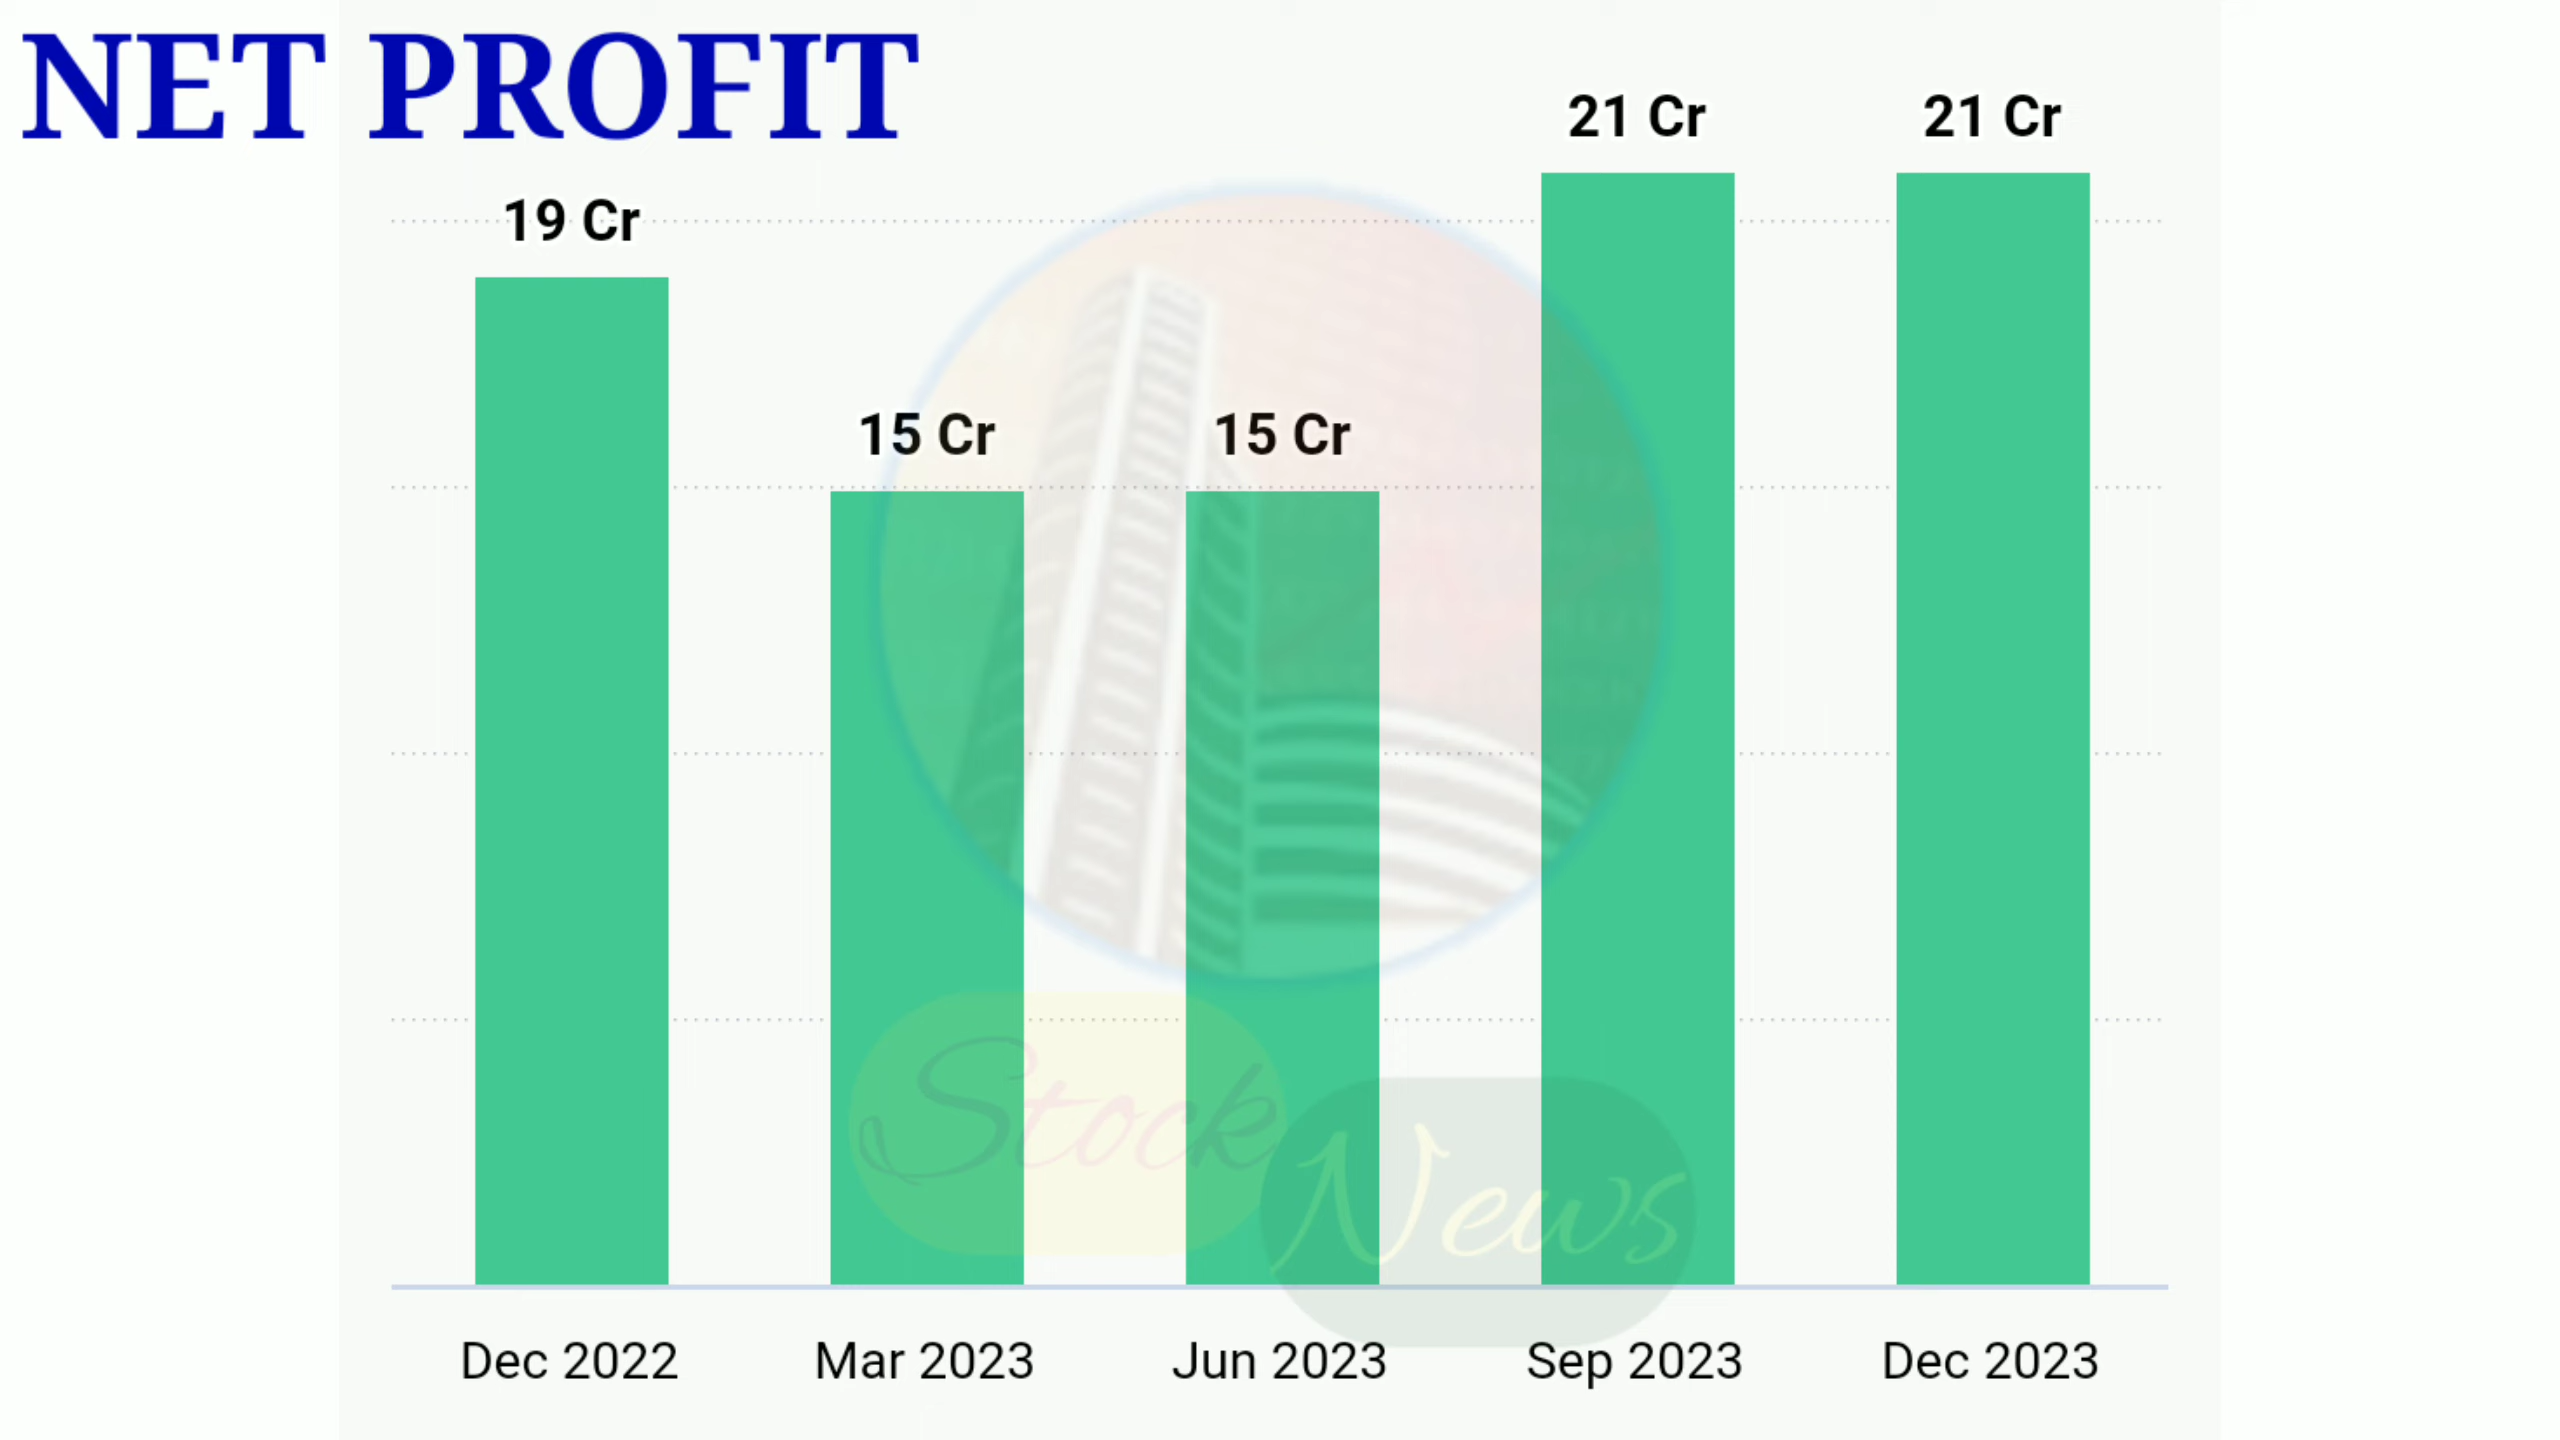 NET PROFIT
21 Cr 21 Cr
19 Cr
15 Cr 15 Cr
Stock
News
Dec 2022 Mar 2023 Jun 2023 Sep 2023 Dec 2023